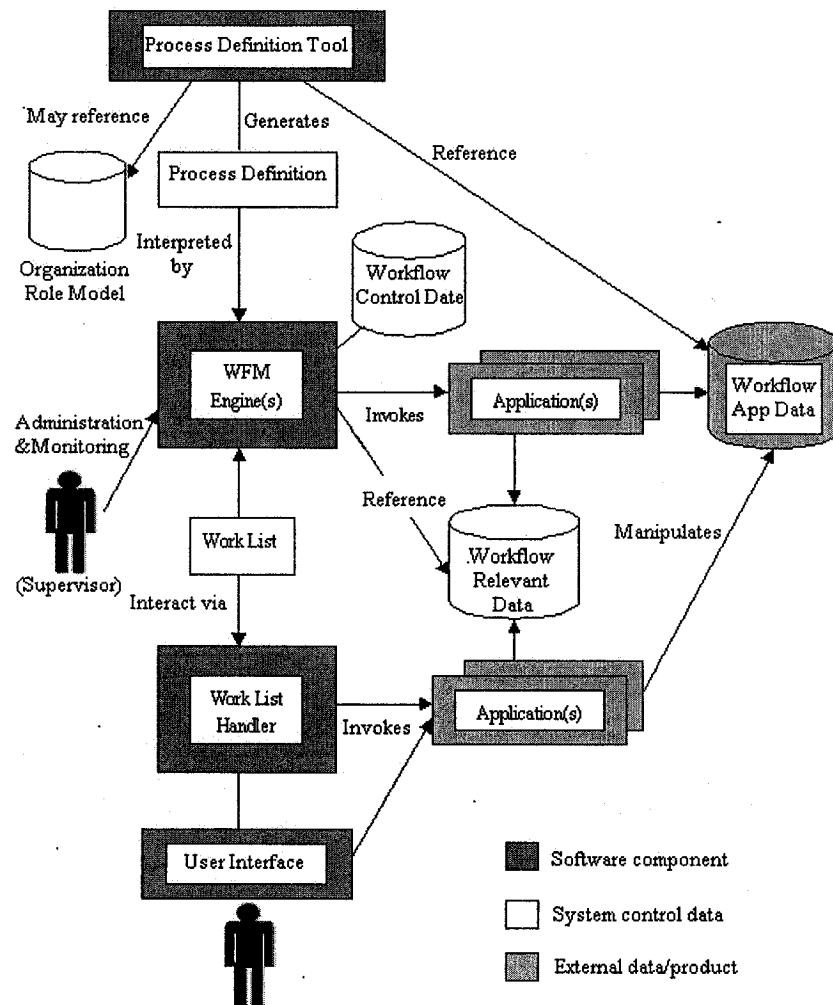 Process Definition Tool
May reference
Generates
Reference
Process Definition
Interpreted
by
Organization
Role Model
Workflow
Control Date
WFM
Engine(s)
Invokes
Application(s)
Workflow
App Data
Administration
&Monitoring
Reference
Manipulates
(Supervisor)
Work List
.Workflow
Relevant
Data
Interact via
Work List
Handler
Invokes
Application(s)
User Interface
Software component
System control data
External data/product